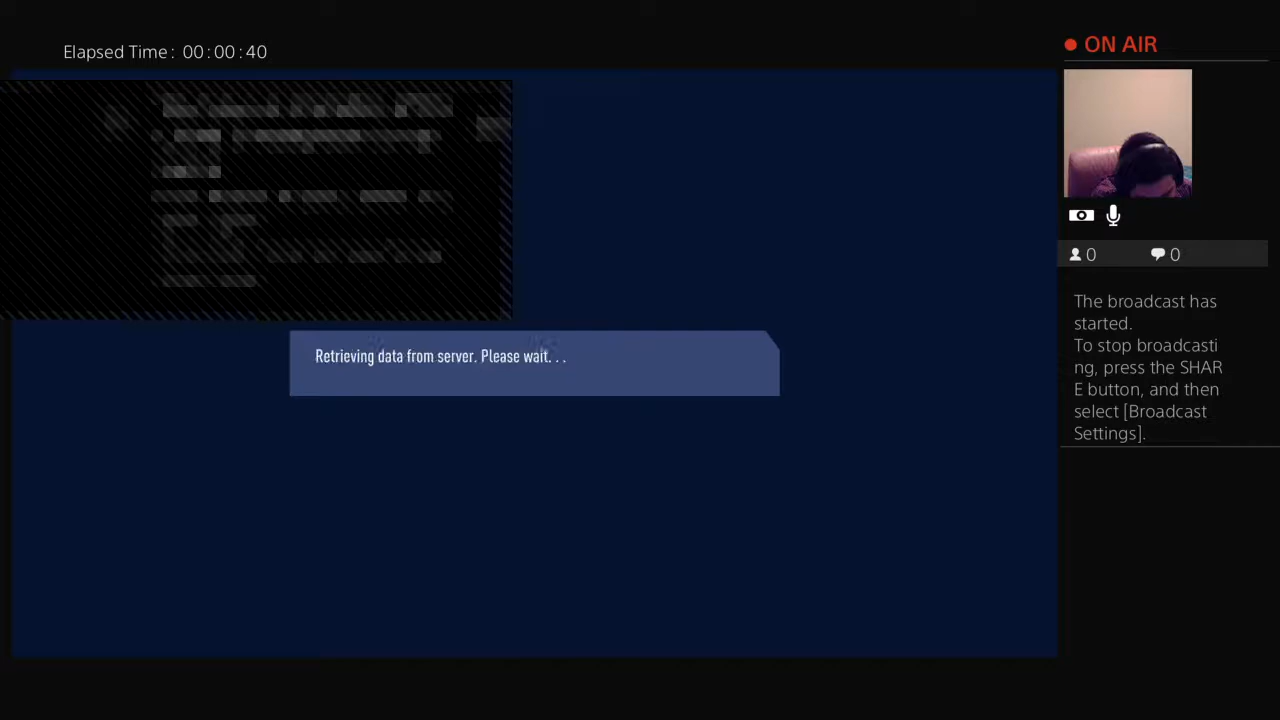 Elapsed Time: 00:00:40
ON AIR
0 0
The broadcast has
started.
To stop broadcasti
ng, press the SHAR
E button, and then
select [Broadcast
Settings].
Retrieving data from server. Please wait. . .